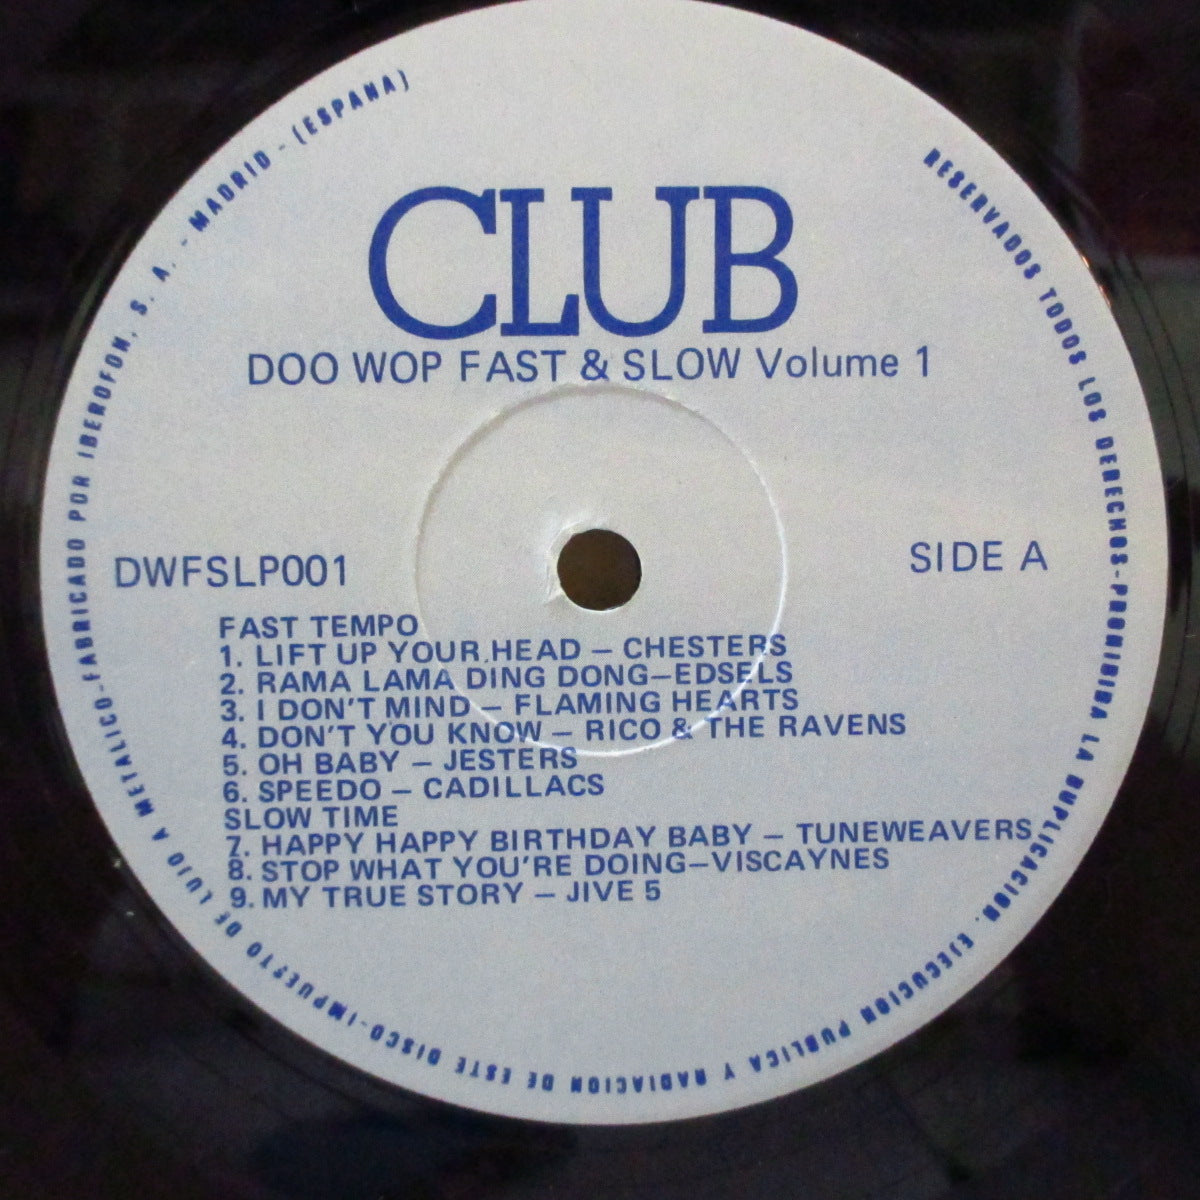 CLUB
DOO WOP FAST & SLOW Volume 1
DWFSLP001
SIDE A
FAST TEMPO
1. LIFT UP YOUR HEAD – CHESTERS
2. RAMA LAMA DING DONG–EDSELS
3. I DON'T MIND – FLAMING HEARTS
4. DON'T YOU KNOW – RICO & THE RAVENS
5. OH BABY – JESTERS
6. SPEEDO – CADILLACS
SLOW TIME
7. HAPPY HAPPY BIRTHDAY BABY – TUNEWEAVERS
8. STOP WHAT YOU'RE DOING–VISCAYNES
9. MY TRUE STORY – JIVE 5
RESERVADOS TODOS LOS DERECHOS-PROHIBIDA LA DUPLICACION, EJECUCION PUBLICA Y RADIACION DE ESTE DISCO-IMPUESTO DE LUJO A METALICO-FABRICADO POR IBEROFON, S. A. - MADRID - (ESPAÑA)